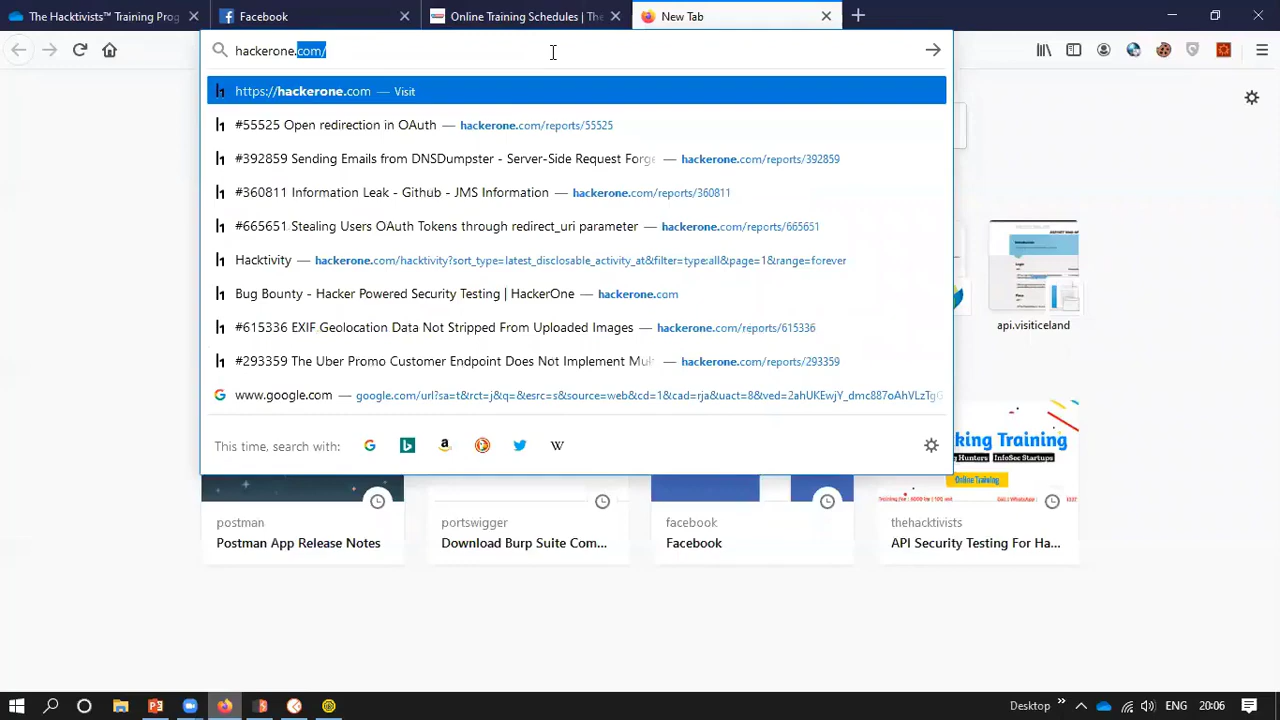 The Hacktivists™ Training Prog
Facebook
Online Training Schedules | The
New Tab
hackerone.com/
https://hackerone.com — Visit
#55525 Open redirection in OAuth — hackerone.com/reports/55525
#392859 Sending Emails from DNSDumpster - Server-Side Request Forge — hackerone.com/reports/392859
#360811 Information Leak - Github - JMS Information — hackerone.com/reports/360811
#665651 Stealing Users OAuth Tokens through redirect_uri parameter — hackerone.com/reports/665651
Hacktivity — hackerone.com/hacktivity?sort_type=latest_disclosable_activity_at&filter=type:all&page=1&range=forever
Bug Bounty - Hacker Powered Security Testing | HackerOne — hackerone.com
#615336 EXIF Geolocation Data Not Stripped From Uploaded Images — hackerone.com/reports/615336
#293359 The Uber Promo Customer Endpoint Does Not Implement Mul — hackerone.com/reports/293359
www.google.com — google.com/url?sa=t&rct=j&q=&esrc=s&source=web&cd=1&cad=rja&uact=8&ved=2ahUKEwjY_dmc887oAhVLzTgG
This time, search with:
api.visiticeland
king Training
Hunters InfoSec Startups
Online Training
postman
Postman App Release Notes
portswigger
Download Burp Suite Com...
facebook
Facebook
thehacktivists
API Security Testing For Ha...
Desktop
ENG
20:06